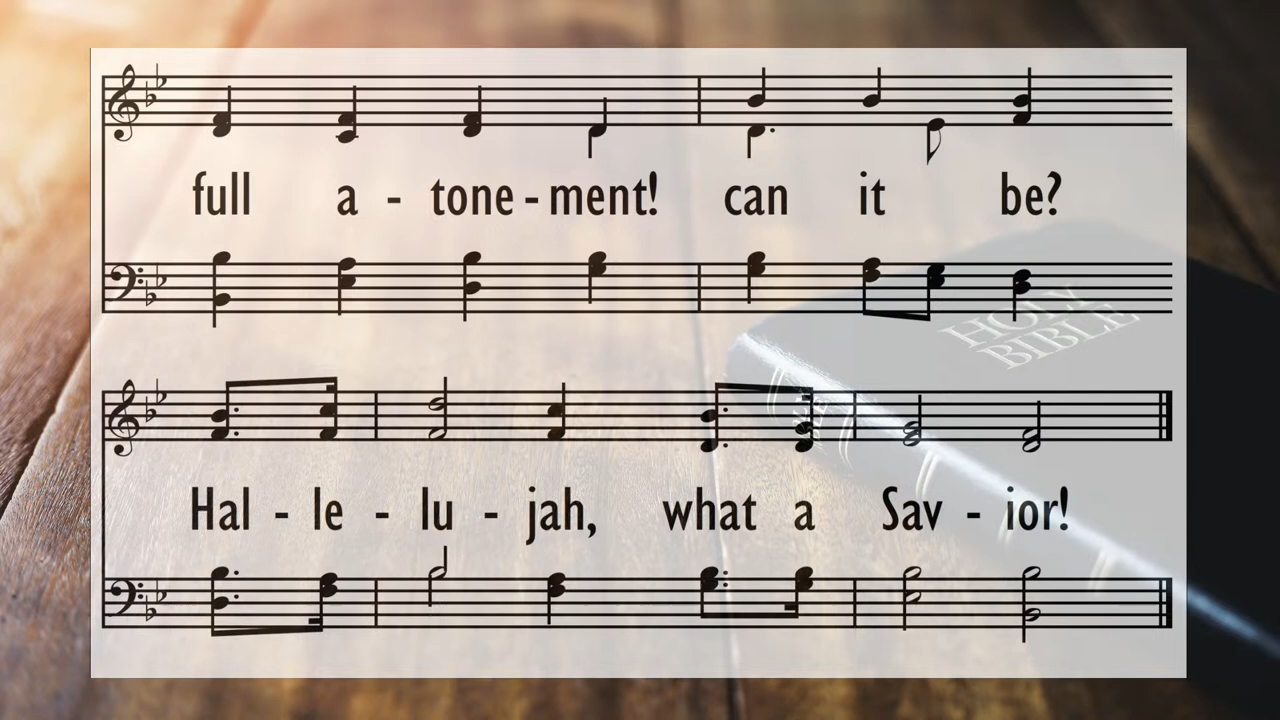 full a - tone - ment! can it be?
HOLY
BIBLE
Hal - le - lu - jah, what a Sav - ior!